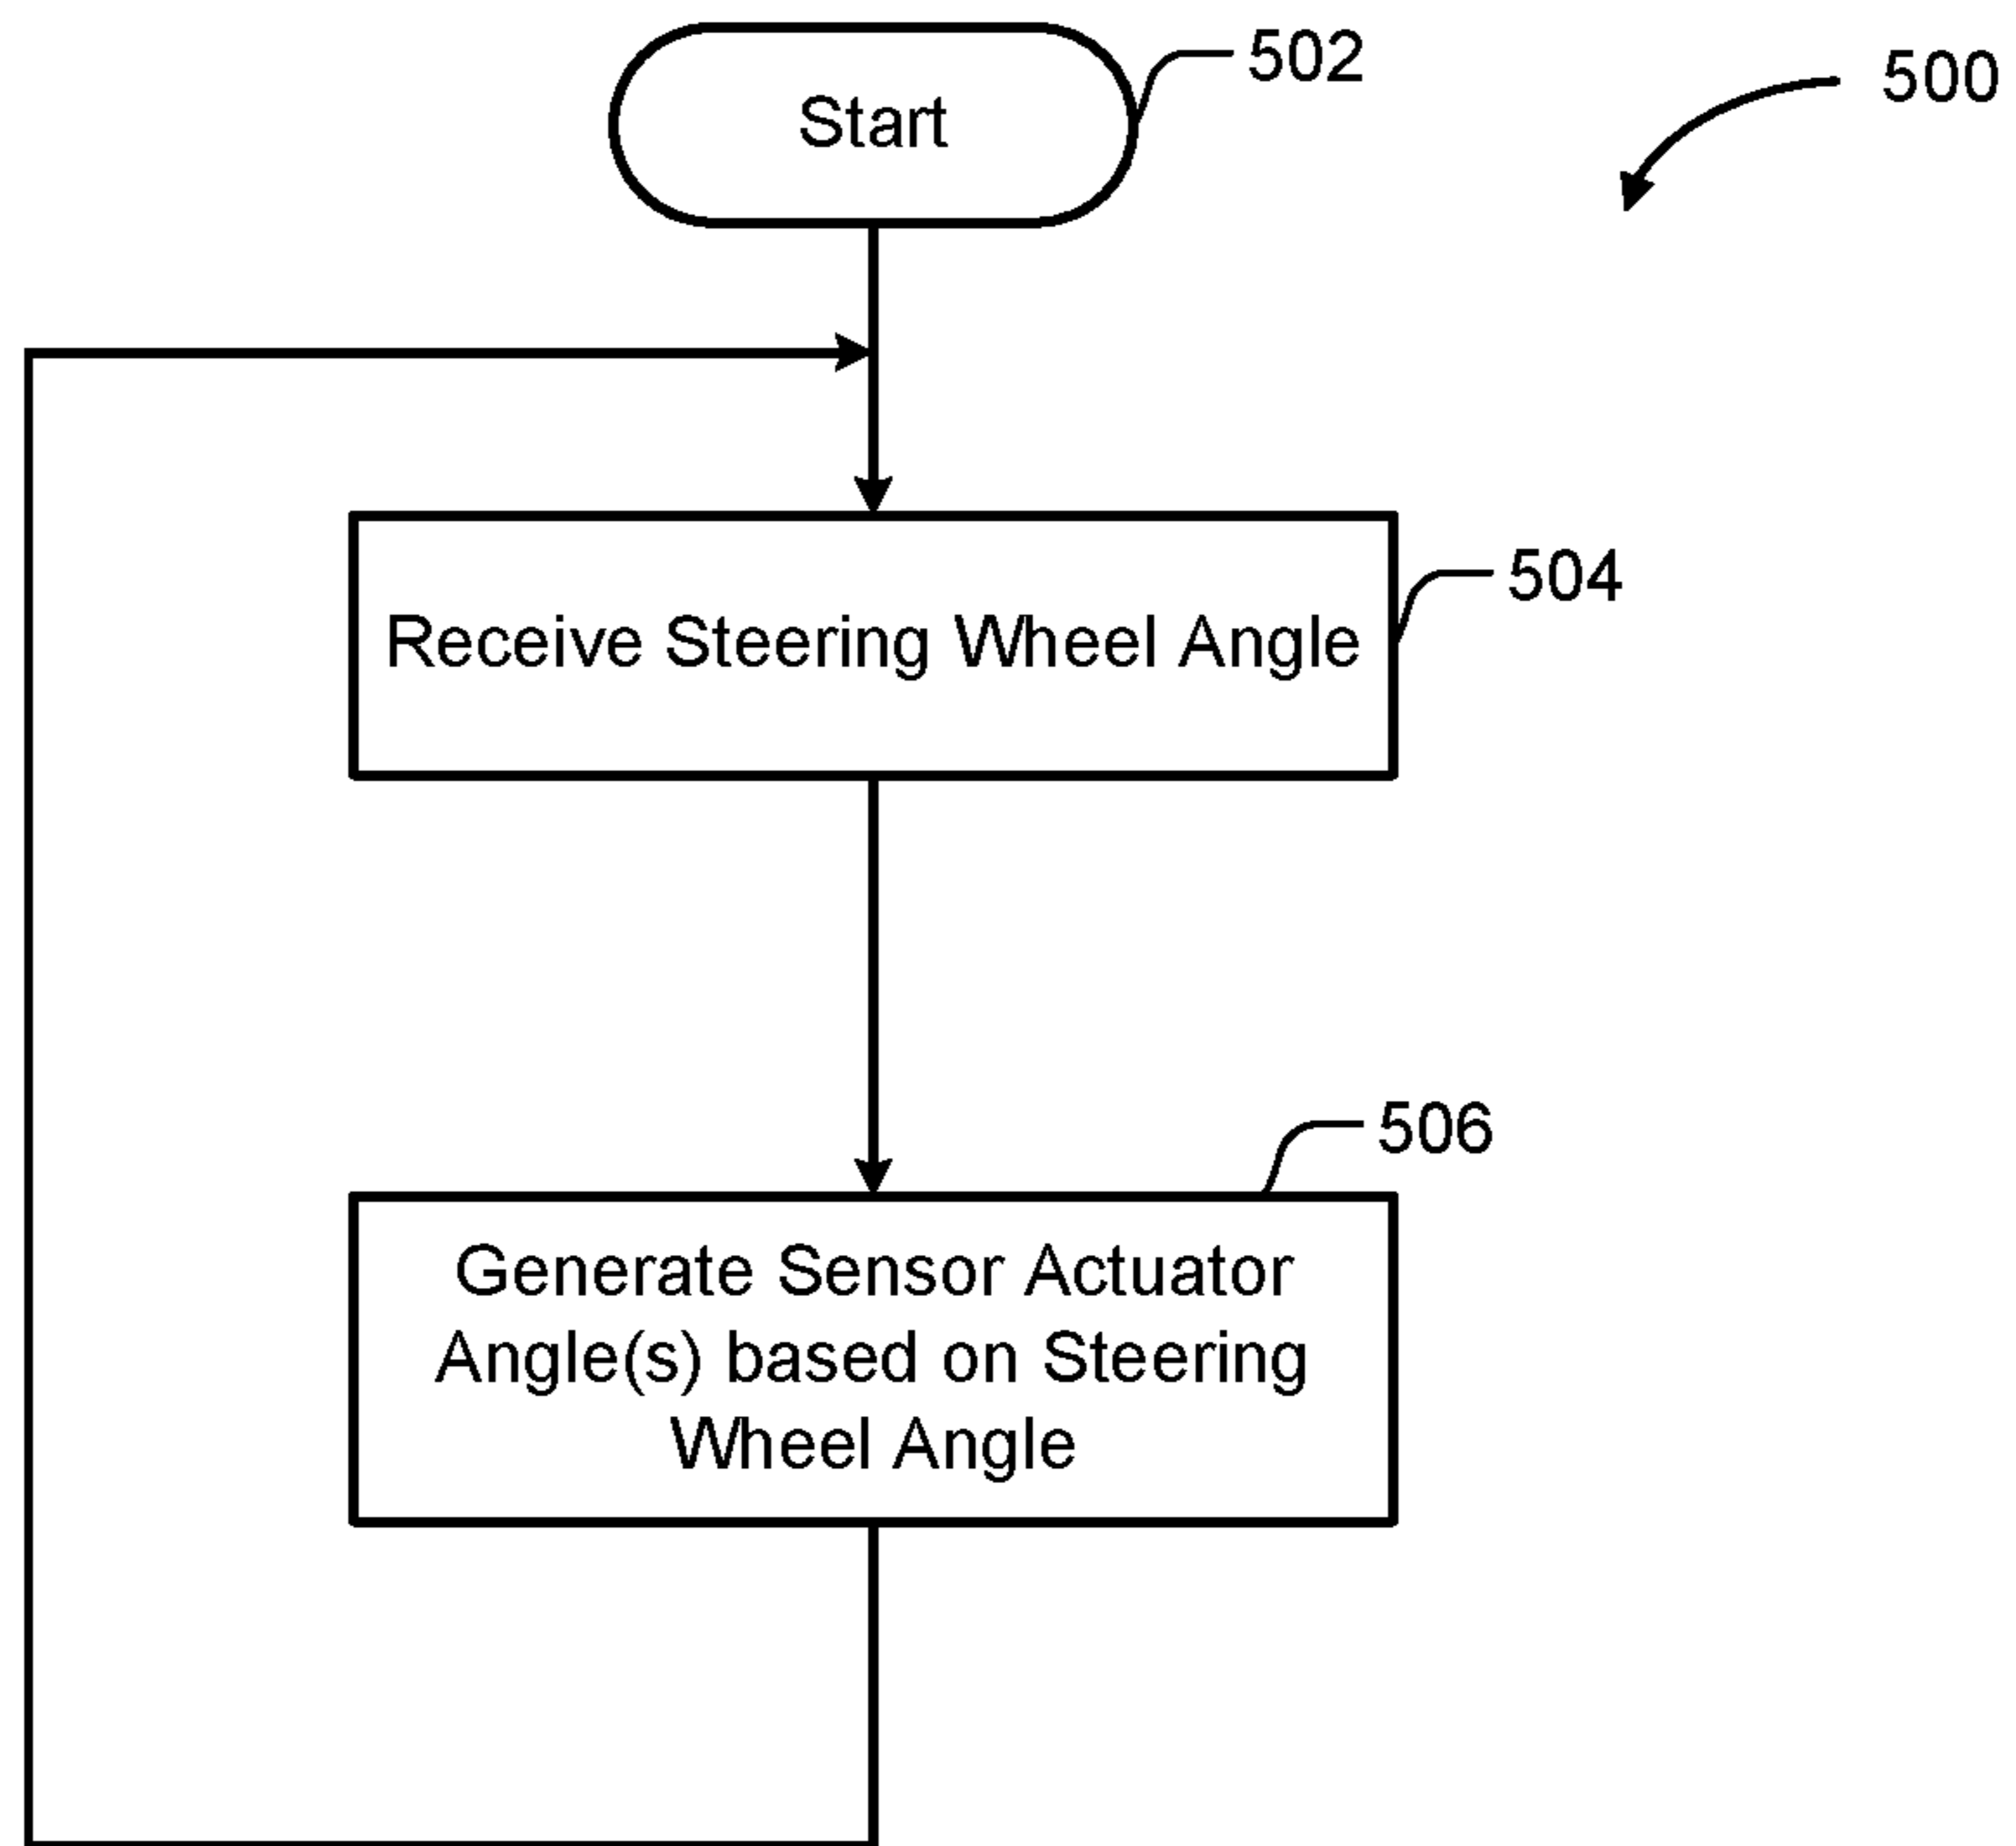 Start
502
500
Receive Steering Wheel Angle
504
506
Generate Sensor Actuator
Angle(s) based on Steering
Wheel Angle